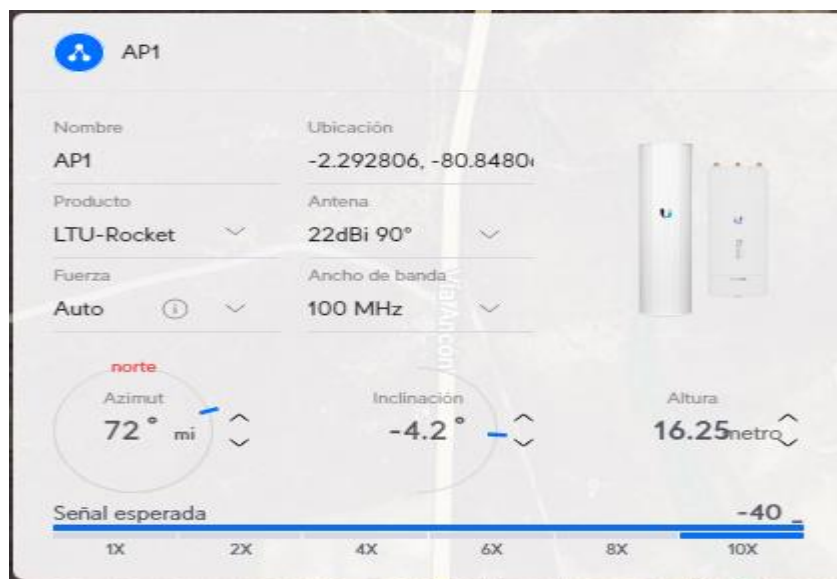 AP1
Nombre Ubicación
AP1 -2.292806, -80.8480
Producto Antena
LTU-Rocket 22dBi 90°
Fuerza Ancho de banda
Auto 100 MHz
Vía Ancón
norte
Azimut Inclinación Altura
72° mi -4.2° 16.25metro
Señal esperada -40
1X 2X 4X 6X 8X 10X